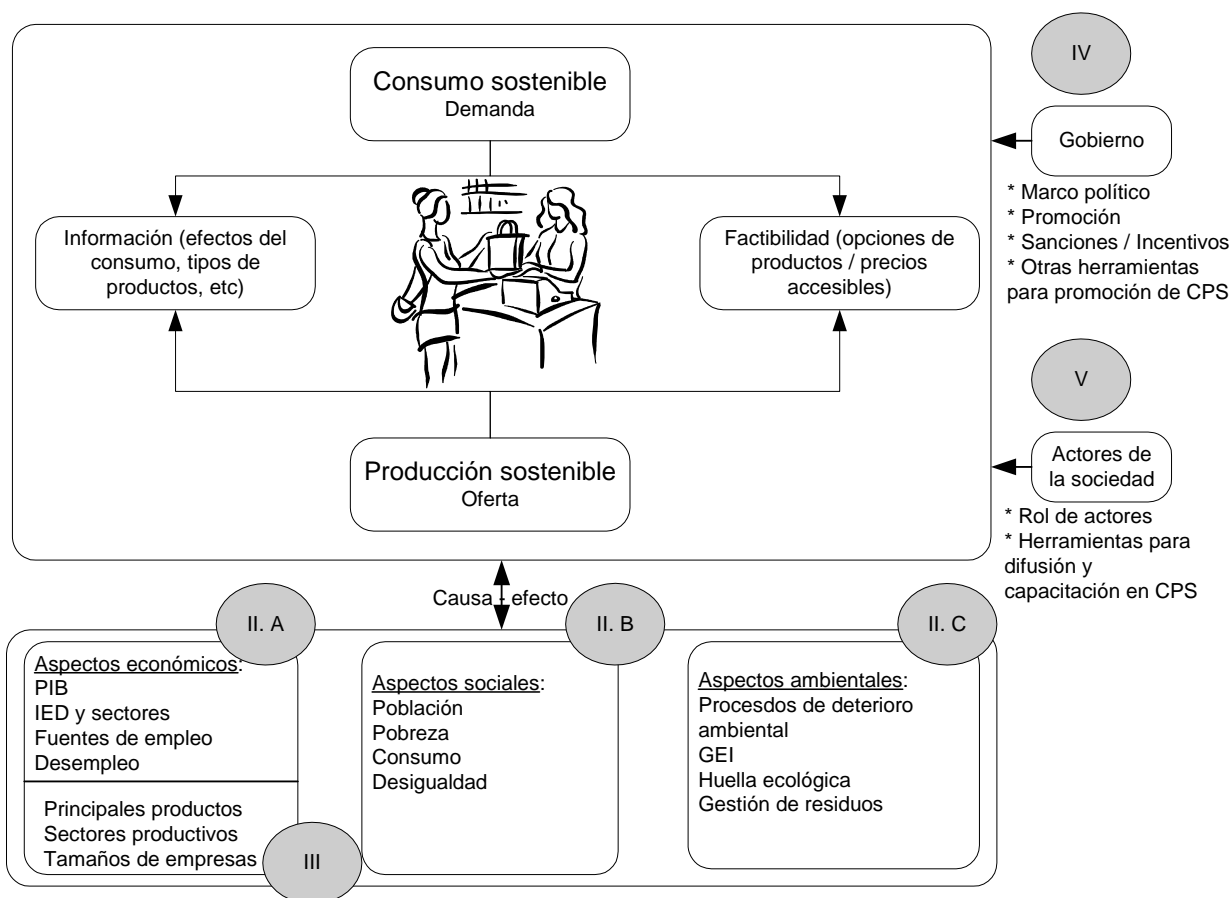 Consumo sostenible
Demanda
Información (efectos del
consumo, tipos de
productos, etc)
Factibilidad (opciones de
productos / precios
accesibles)
Producción sostenible
Oferta
IV
Gobierno
* Marco político
* Promoción
* Sanciones / Incentivos
* Otras herramientas
para promoción de CPS
V
Actores de
la sociedad
* Rol de actores
* Herramientas para
difusión y
capacitación en CPS
Causa - efecto
II. A
Aspectos económicos:
PIB
IED y sectores
Fuentes de empleo
Desempleo
Principales productos
Sectores productivos
Tamaños de empresas
III
II. B
Aspectos sociales:
Población
Pobreza
Consumo
Desigualdad
II. C
Aspectos ambientales:
Procesdos de deterioro
ambiental
GEI
Huella ecológica
Gestión de residuos